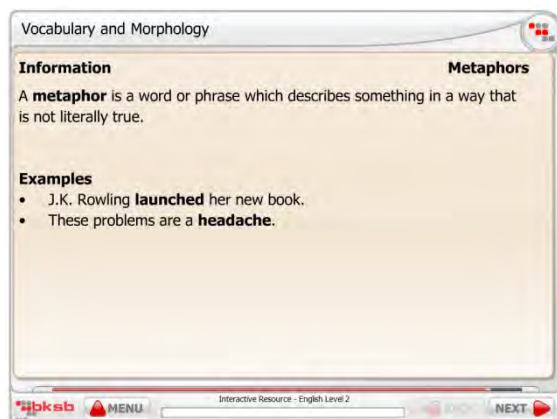 Vocabulary and Morphology
Information Metaphors
A metaphor is a word or phrase which describes something in a way that
is not literally true.
Examples
• J.K. Rowling launched her new book.
• These problems are a headache.
bksb MENU Interactive Resource - English Level 2 BACK NEXT